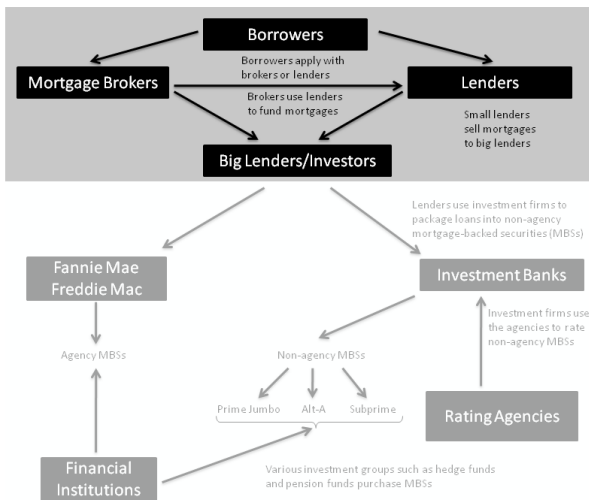 Borrowers
Borrowers apply with
brokers or lenders
Mortgage Brokers
Lenders
Brokers use lenders
to fund mortgages
Small lenders
sell mortgages
to big lenders
Big Lenders/Investors
Lenders use investment firms to
package loans into non-agency
mortgage-backed securities (MBSs)
Fannie Mae
Freddie Mac
Investment Banks
Investment firms use
the agencies to rate
non-agency MBSs
Agency MBSs
Non-agency MBSs
Prime Jumbo
Alt-A
Subprime
Rating Agencies
Financial
Institutions
Various investment groups such as hedge funds
and pension funds purchase MBSs